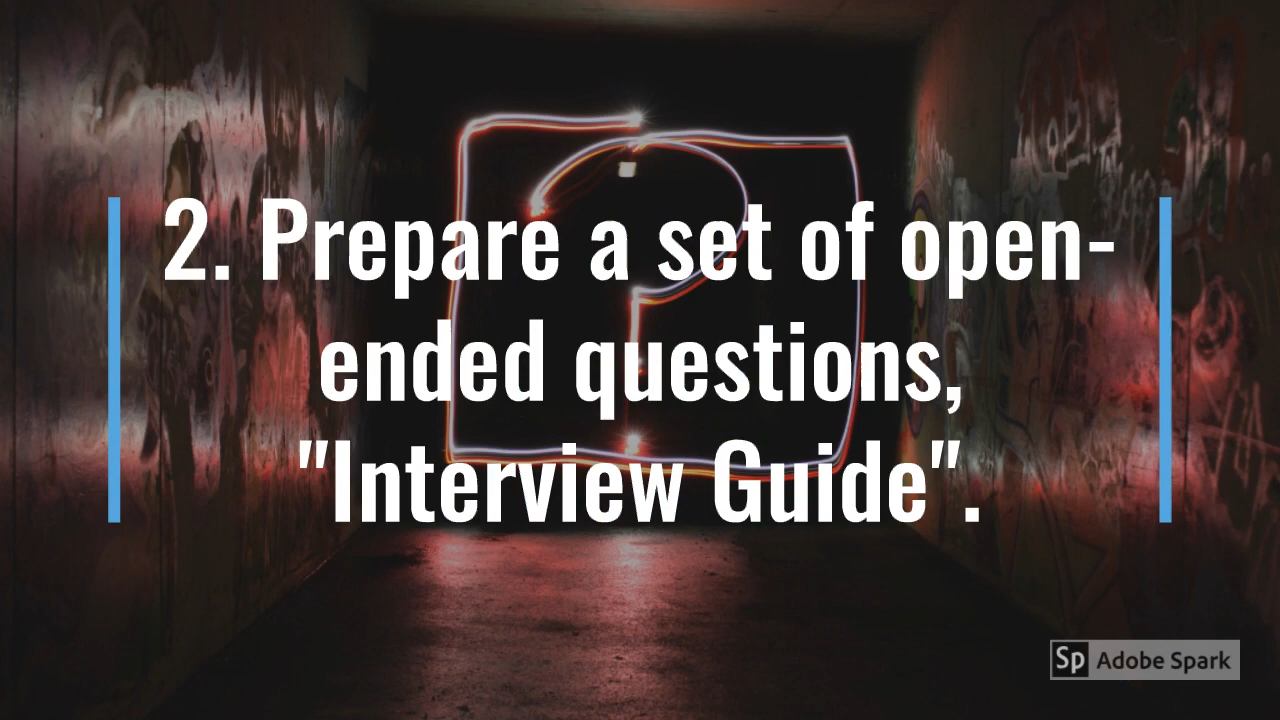 2. Prepare a set of open-
ended questions,
"Interview Guide".
Sp Adobe Spark